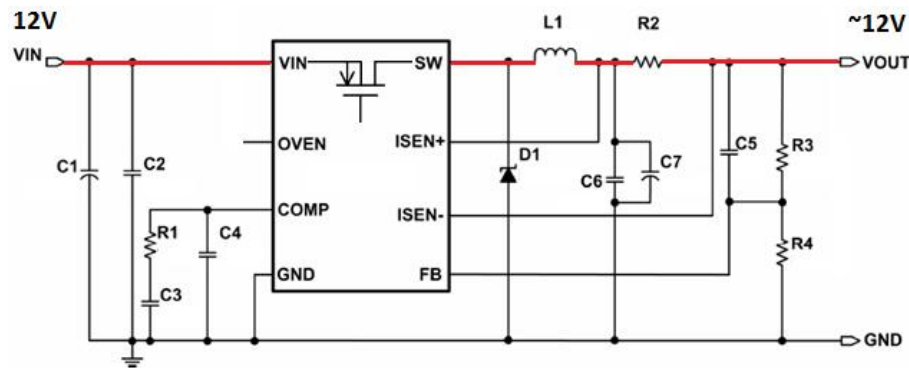 12V
~12V
L1
R2
VIN
VIN
SW
VOUT
OVEN
ISEN+
D1
C1
C2
C5
R3
C6
C7
COMP
ISEN-
R1
C4
R4
GND
FB
C3
GND